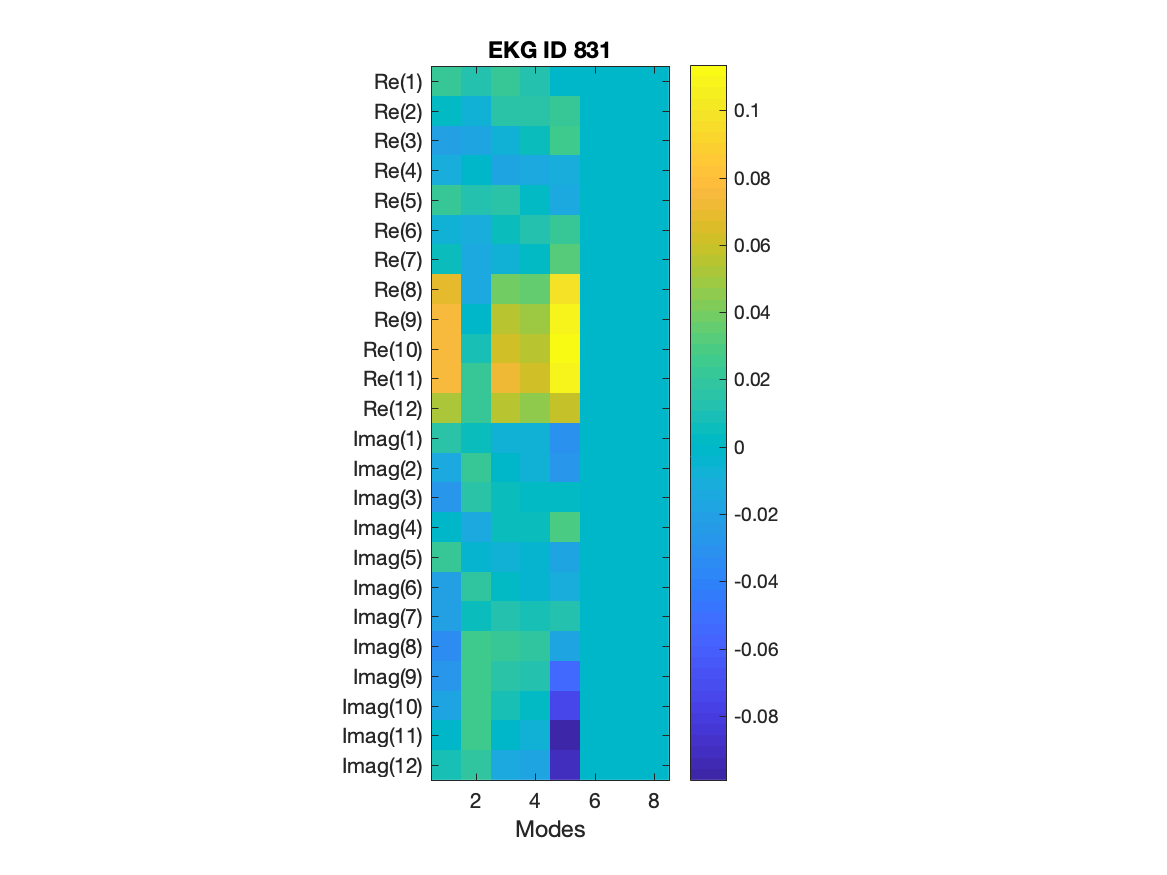 EKG ID 831
Re(1)
Re(2)
Re(3)
Re(4)
Re(5)
Re(6)
Re(7)
Re(8)
Re(9)
Re(10)
Re(11)
Re(12)
Imag(1)
Imag(2)
Imag(3)
Imag(4)
Imag(5)
Imag(6)
Imag(7)
Imag(8)
Imag(9)
Imag(10)
Imag(11)
Imag(12)
2 4 6 8
Modes
0.1
0.08
0.06
0.04
0.02
0
-0.02
-0.04
-0.06
-0.08